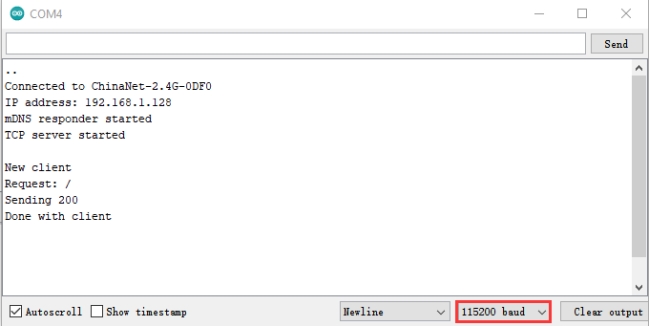 COM4
Send
..
Connected to ChinaNet-2.4G-0DF0
IP address: 192.168.1.128
mDNS responder started
TCP server started
New client
Request: /
Sending 200
Done with client
Autoscroll Show timestamp Newline 115200 baud Clear output